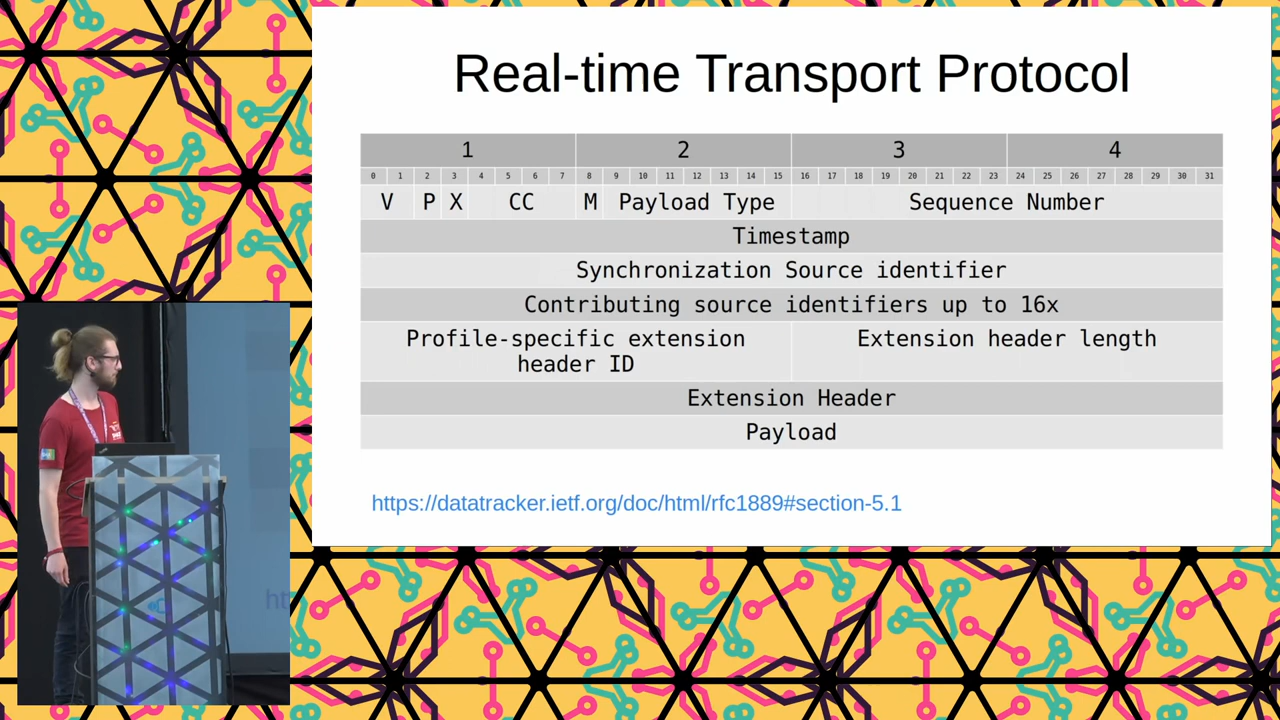 Real-time Transport Protocol
1 2 3 4
0 1 2 3 4 5 6 7 8 9 10 11 12 13 14 15 16 17 18 19 20 21 22 23 24 25 26 27 28 29 30 31
V P X CC M Payload Type Sequence Number
Timestamp
Synchronization Source identifier
Contributing source identifiers up to 16x
Profile-specific extension Extension header length
header ID
Extension Header
Payload
https://datatracker.ietf.org/doc/html/rfc1889#section-5.1
ht